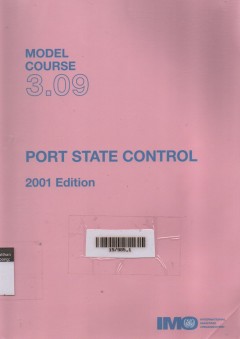 MODEL
COURSE
3.09
PORT STATE CONTROL
2001 Edition
IMO